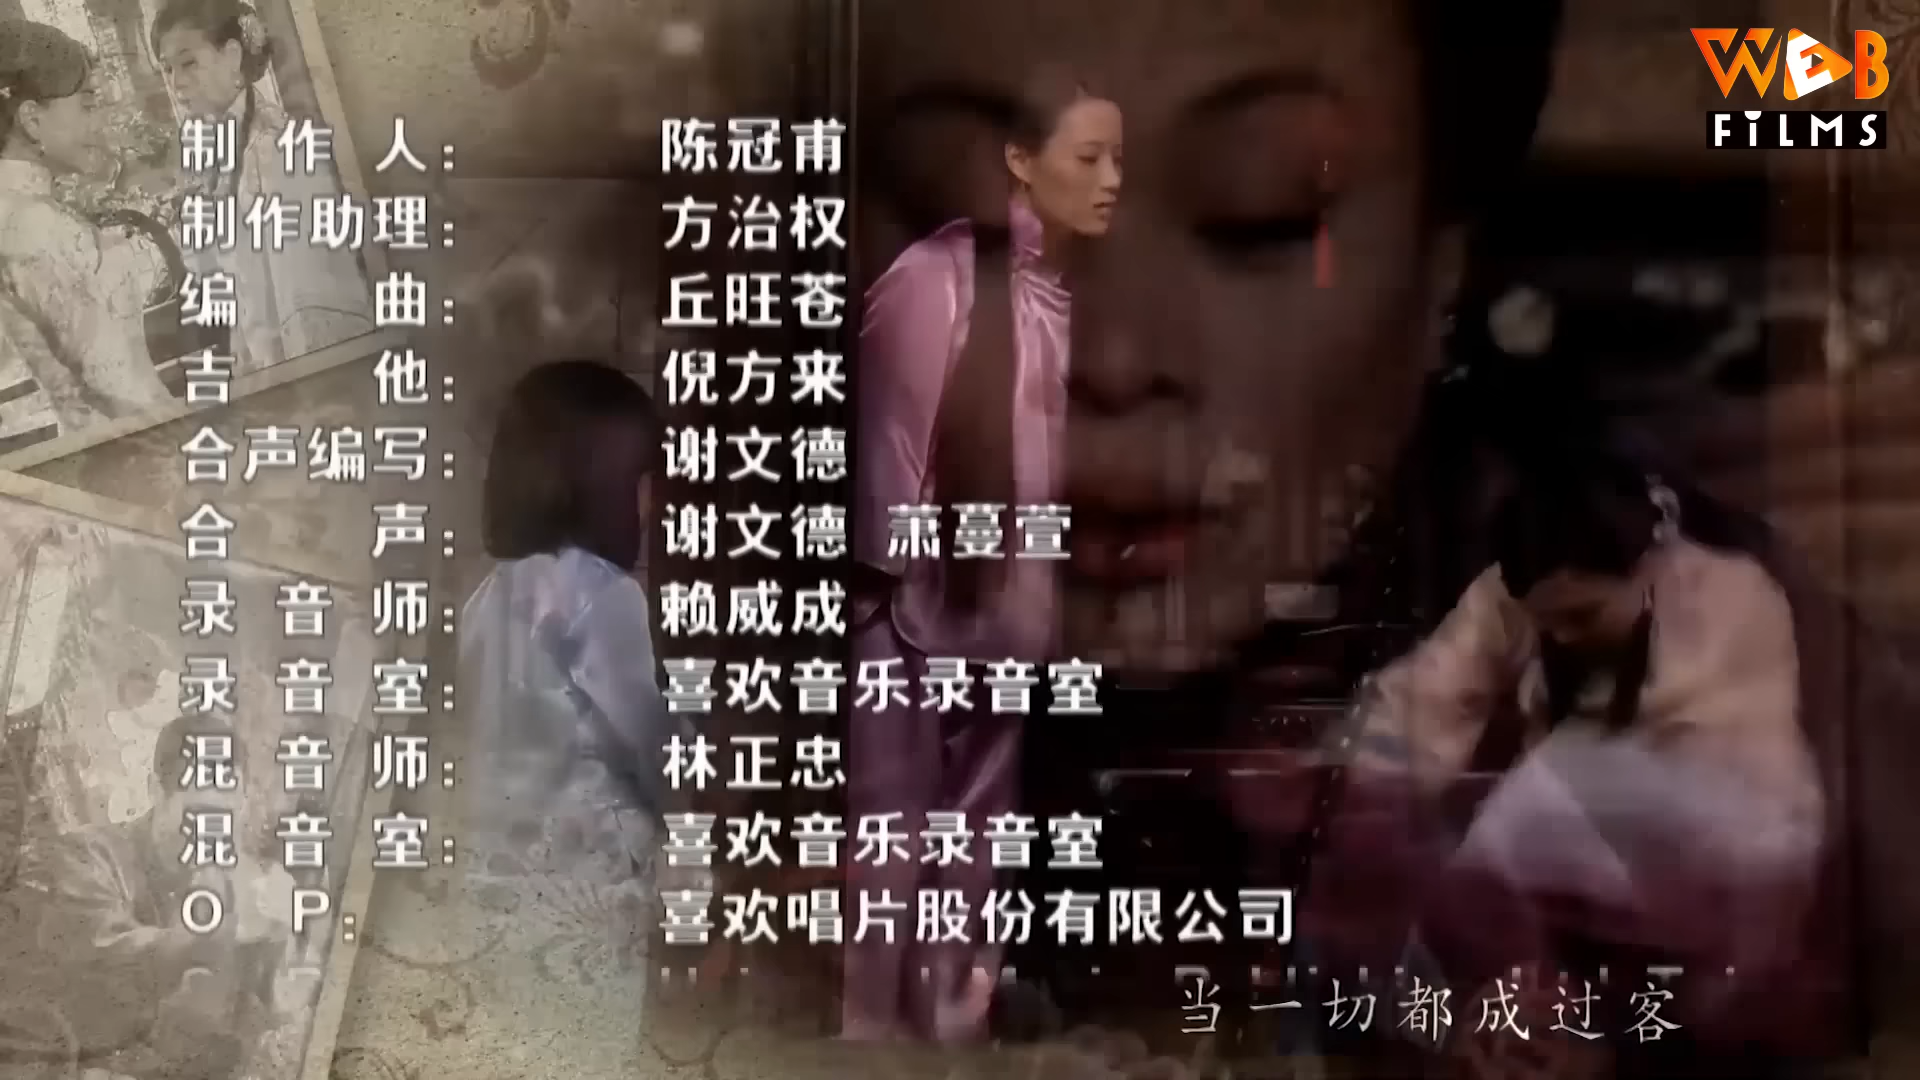 WEB
FiLMS
制作人: 陈冠甫
制作助理: 方治权
编曲: 丘旺苍
吉他: 倪方来
合声编写: 谢文德
合声: 谢文德 萧蔓萱
录音师: 赖威成
录音室: 喜欢音乐录音室
混音师: 林正忠
混音室: 喜欢音乐录音室
OP: 喜欢唱片股份有限公司
当一切都成过客